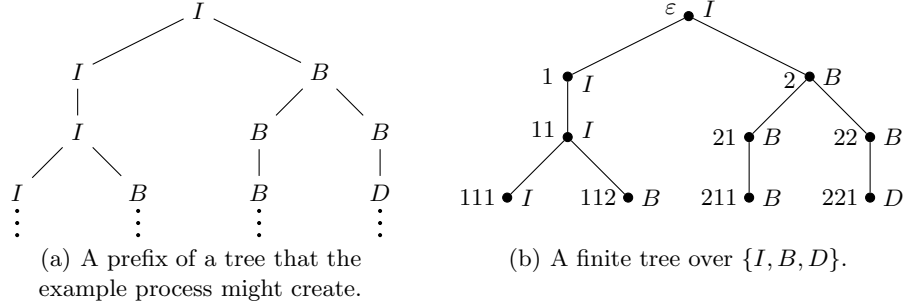 I
I B
I B B
I B B D
(a) A prefix of a tree that the
example process might create.
ε I
1 I 2 B
11 I 21 B 22 B
111 I 112 B 211 B 221 D
(b) A finite tree over {I, B, D}.